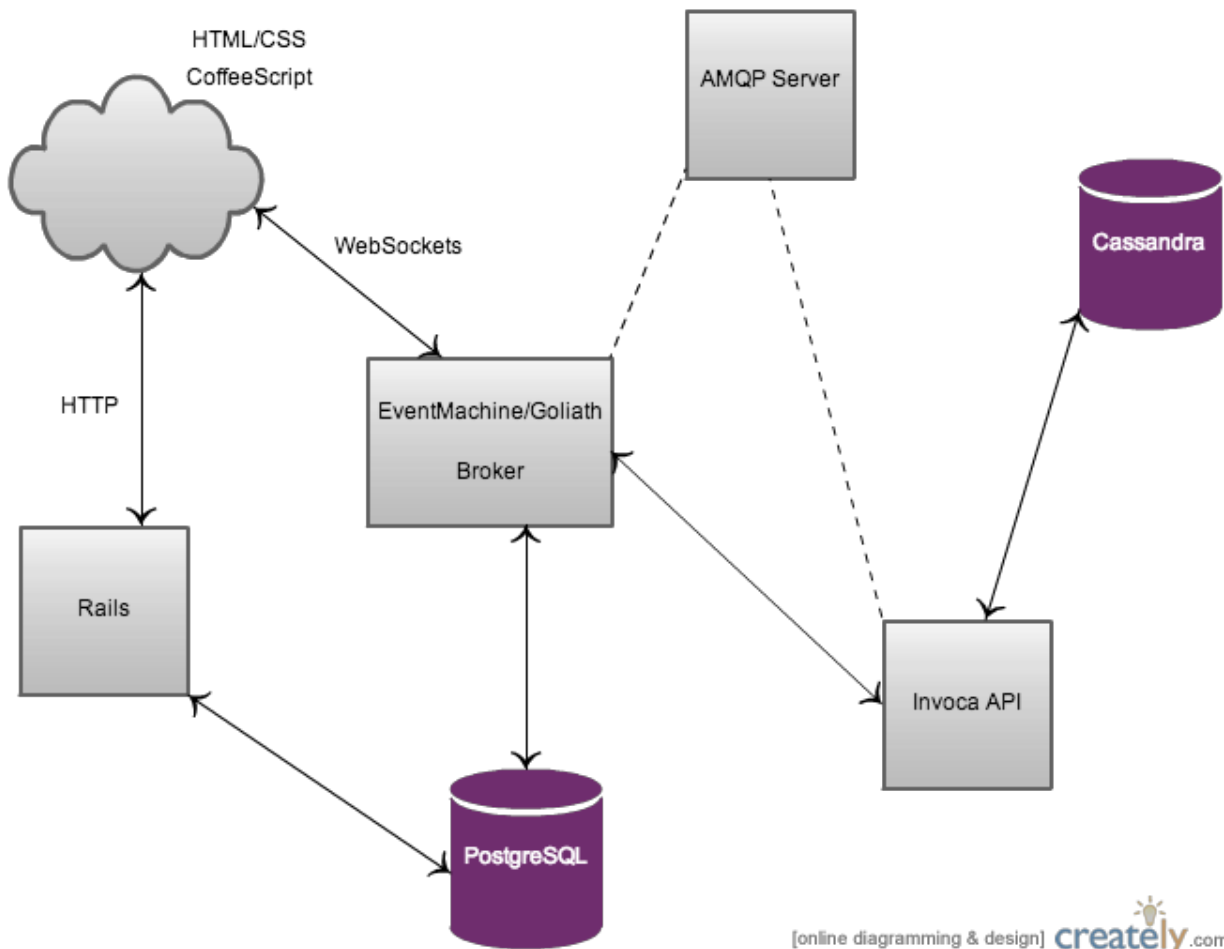 HTML/CSS
CoffeeScript
AMQP Server
Cassandra
WebSockets
HTTP
EventMachine/Goliath
Broker
Rails
Invoca API
PostgreSQL
[online diagramming & design] creately.com